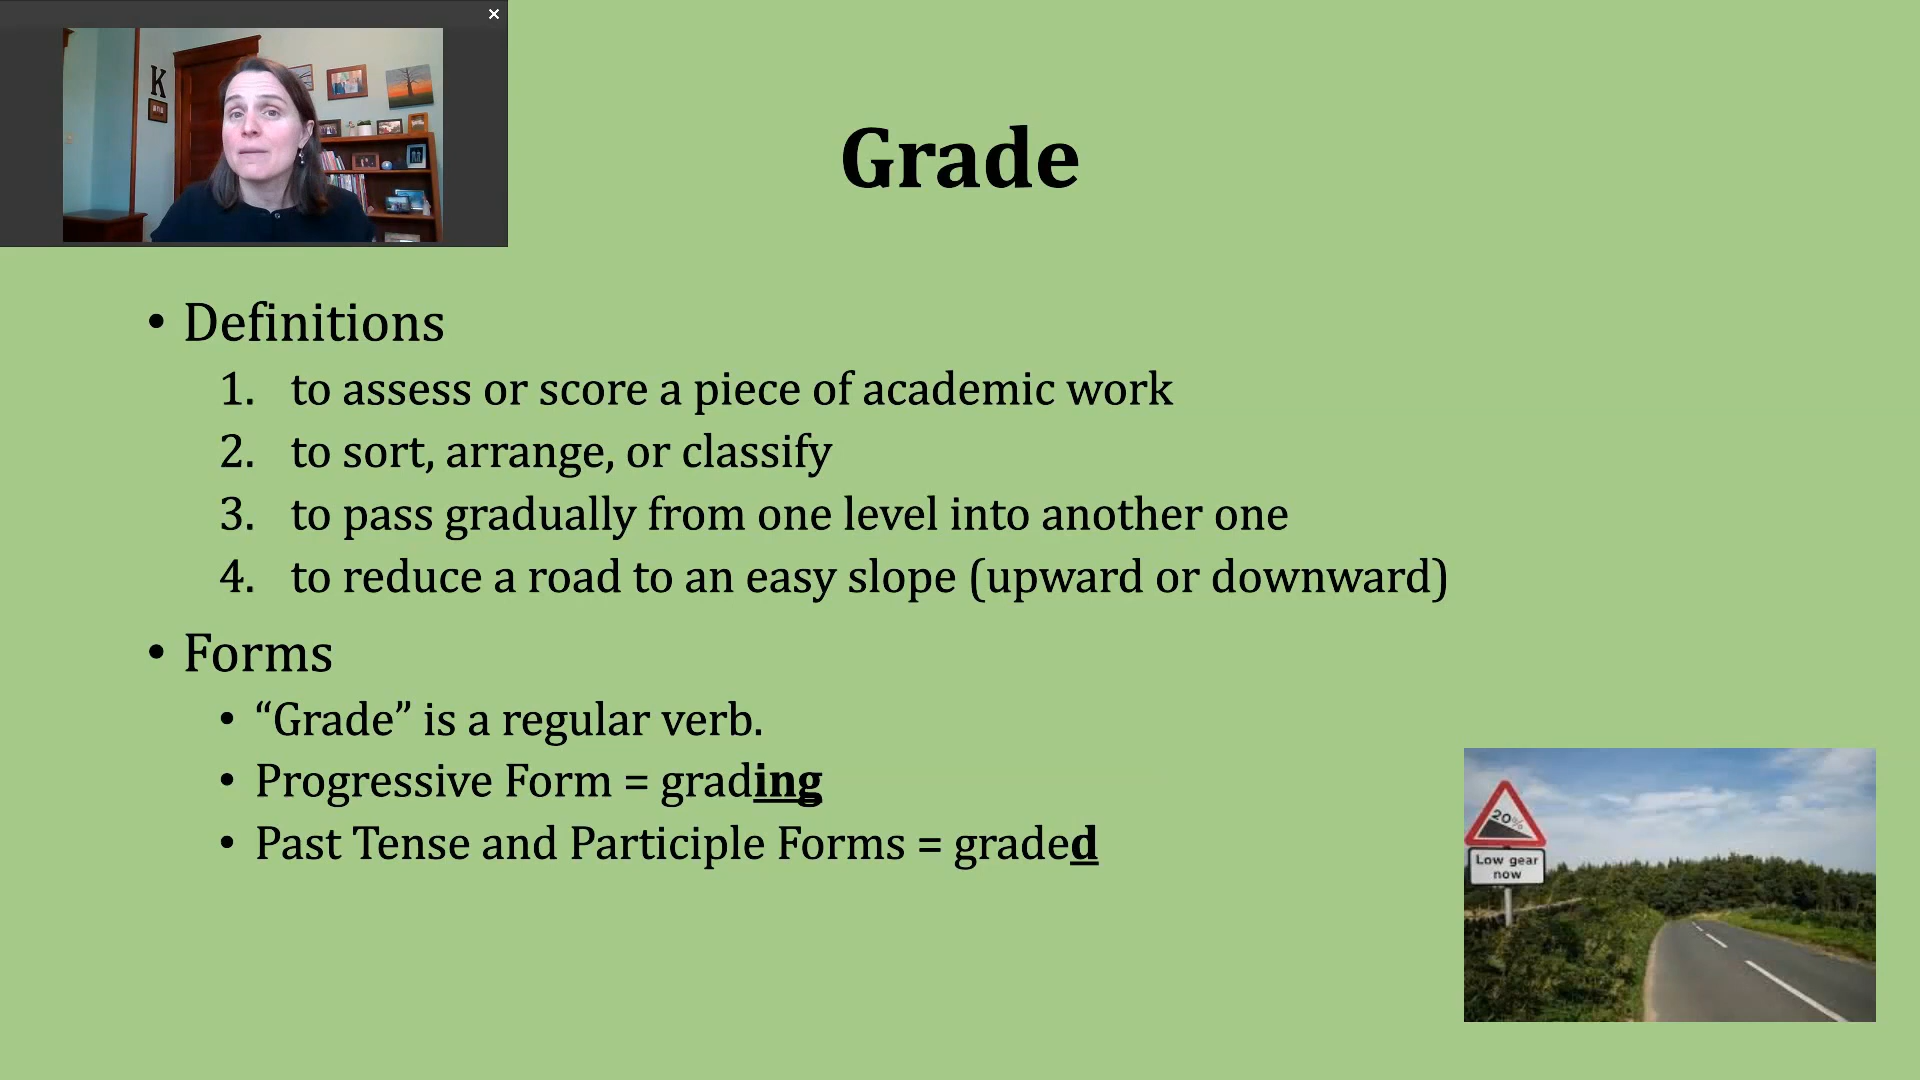 K
Grade
• Definitions
1. to assess or score a piece of academic work
2. to sort, arrange, or classify
3. to pass gradually from one level into another one
4. to reduce a road to an easy slope (upward or downward)
• Forms
• “Grade” is a regular verb.
• Progressive Form = grading
• Past Tense and Participle Forms = graded
20%
Low gear
now